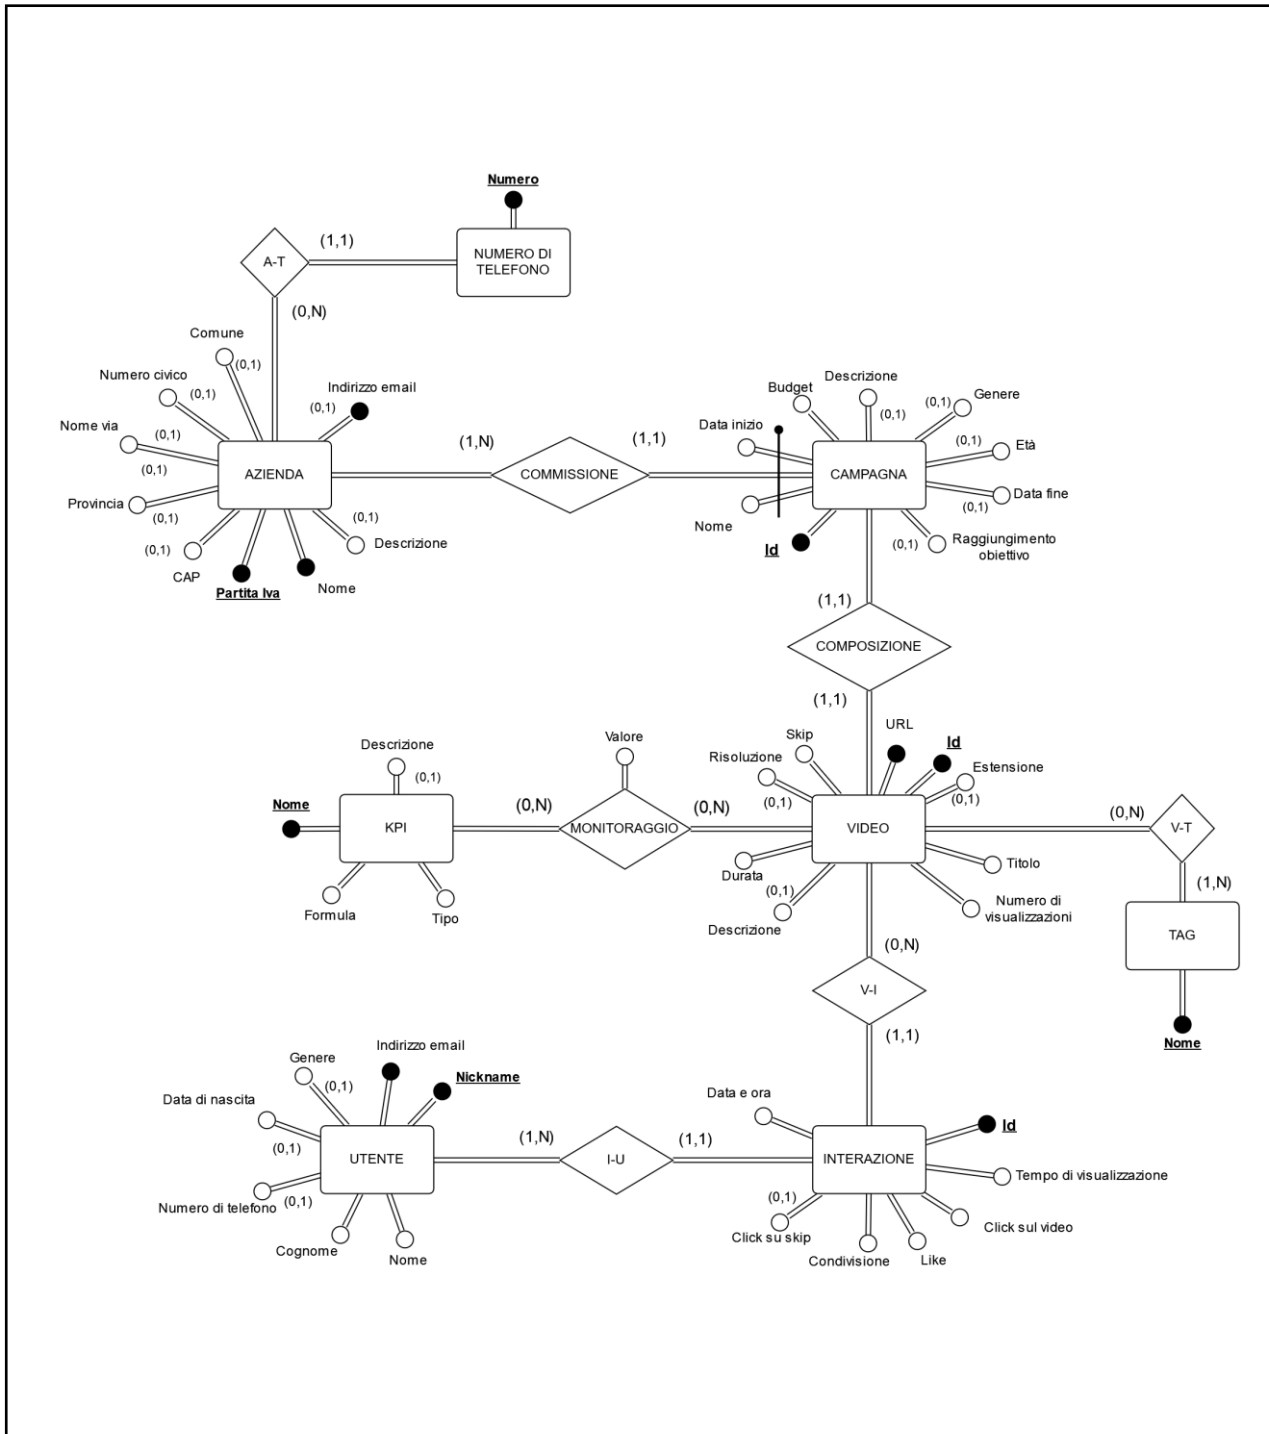 Numero
NUMERO DI
TELEFONO
(1,1)
A-T
(0,N)
Comune
(0,1)
Numero civico
(0,1)
Indirizzo email
(0,1)
Nome via
(0,1)
(0,1)
Provincia
(0,1)
(0,1)
CAP
AZIENDA
Partita Iva
Nome
(0,1)
Descrizione
(1,N)
COMMISSIONE
(1,1)
Descrizione
(0,1)
Budget
Genere
(0,1)
Data inizio
Età
(0,1)
CAMPAGNA
Data fine
(0,1)
Nome
Id
(0,1)
Raggiungimento
obiettivo
(1,1)
COMPOSIZIONE
(1,1)
URL
Id
Skip
Estensione
(0,1)
Risoluzione
(0,1)
Valore
Descrizione
(0,1)
Nome
KPI
(0,N)
MONITORAGGIO
(0,N)
VIDEO
(0,N)
V-T
(1,N)
TAG
Nome
Formula
Tipo
Durata
(0,1)
Descrizione
Titolo
Numero di
visualizzazioni
(0,N)
V-I
(1,1)
Indirizzo email
Nickname
Genere
(0,1)
Data di nascita
(0,1)
Numero di telefono
(0,1)
UTENTE
Cognome
Nome
(1,N)
I-U
(1,1)
Data e ora
INTERAZIONE
Id
Tempo di visualizzazione
Click sul video
(0,1)
Click su skip
Condivisione
Like